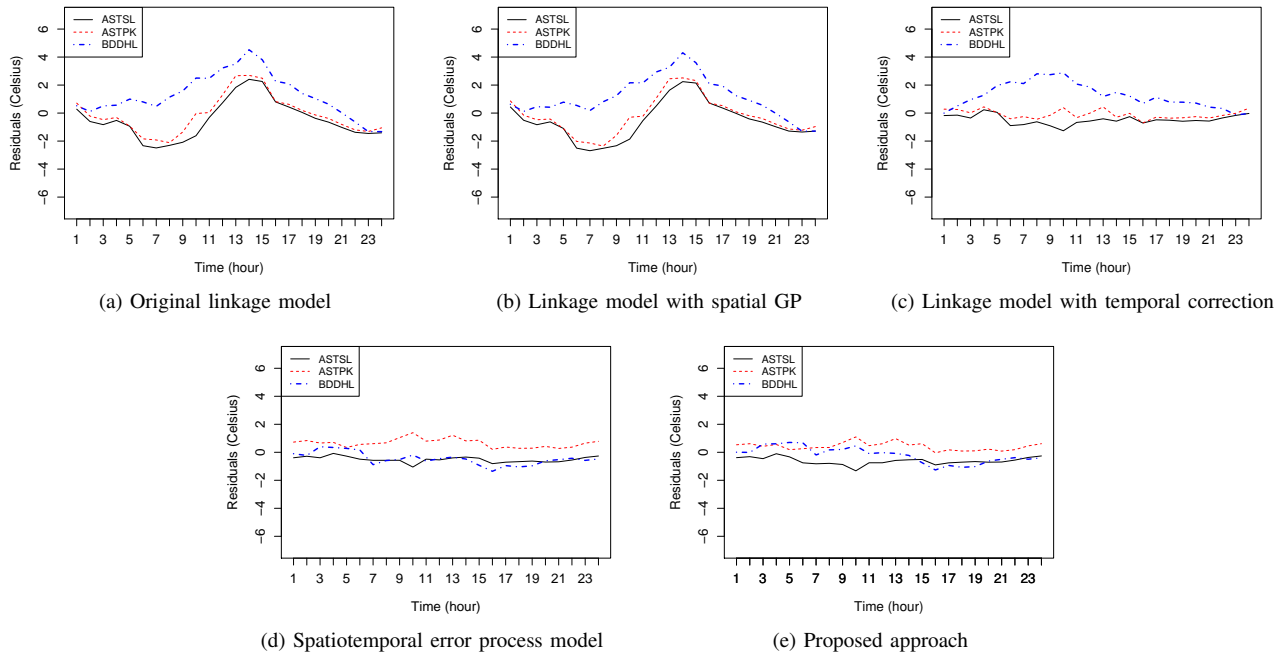 ASTSL
ASTPK
BDDHL
6
4
2
0
−2
−4
−6
Residuals (Celsius)
1 3 5 7 9 11 13 15 17 19 21 23
Time (hour)
(a) Original linkage model
ASTSL
ASTPK
BDDHL
6
4
2
0
−2
−4
−6
Residuals (Celsius)
1 3 5 7 9 11 13 15 17 19 21 23
Time (hour)
(b) Linkage model with spatial GP
ASTSL
ASTPK
BDDHL
6
4
2
0
−2
−4
−6
Residuals (Celsius)
1 3 5 7 9 11 13 15 17 19 21 23
Time (hour)
(c) Linkage model with temporal correction
ASTSL
ASTPK
BDDHL
6
4
2
0
−2
−4
−6
Residuals (Celsius)
1 3 5 7 9 11 13 15 17 19 21 23
Time (hour)
(d) Spatiotemporal error process model
ASTSL
ASTPK
BDDHL
6
4
2
0
−2
−4
−6
Residuals (Celsius)
1 3 5 7 9 11 13 15 17 19 21 23
Time (hour)
(e) Proposed approach